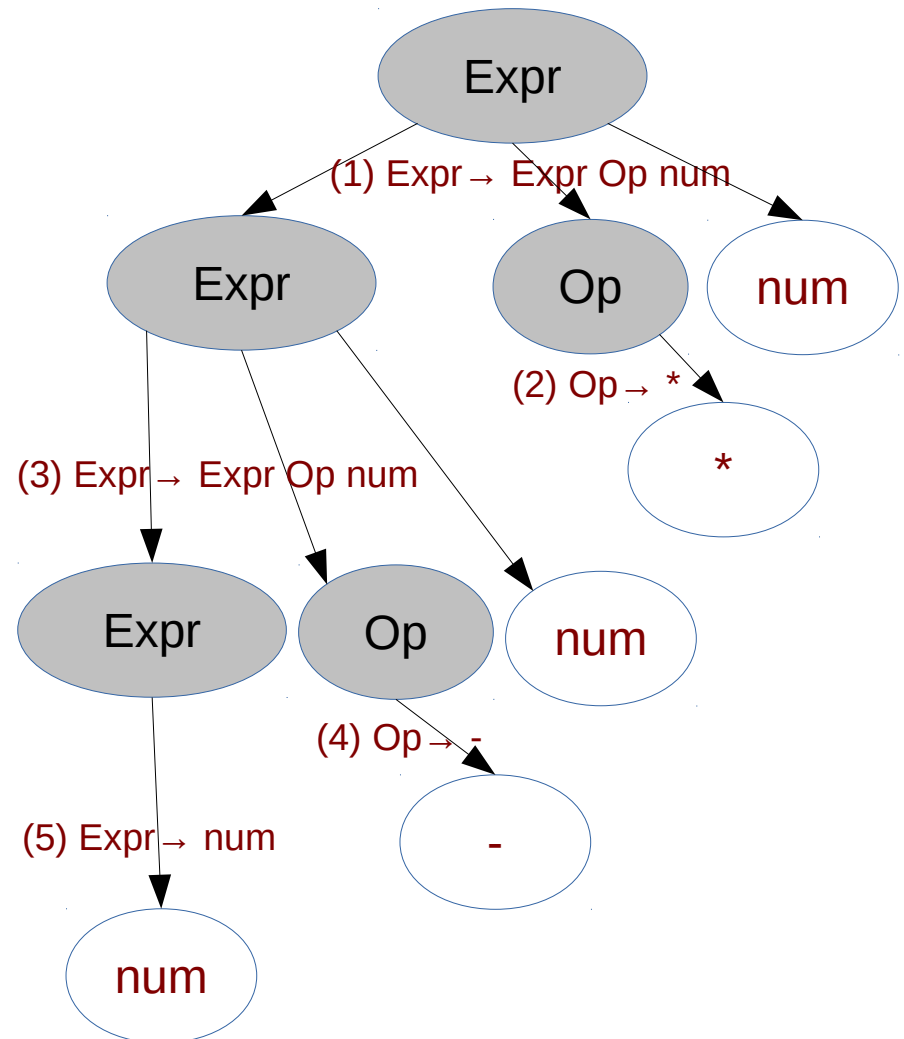 Expr
(1) Expr→ Expr Op num
Expr
Op
num
(2) Op→ *
*
(3) Expr→ Expr Op num
Expr
Op
num
(4) Op→ -
-
(5) Expr→ num
num